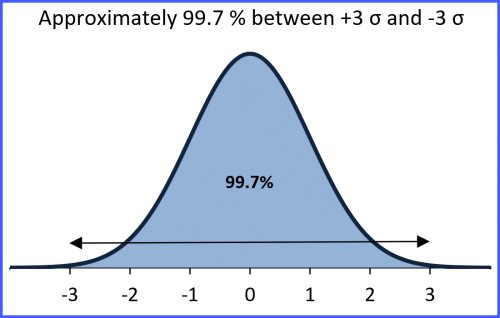 Approximately 99.7 % between +3 σ and -3 σ
99.7%
-3 -2 -1 0 1 2 3